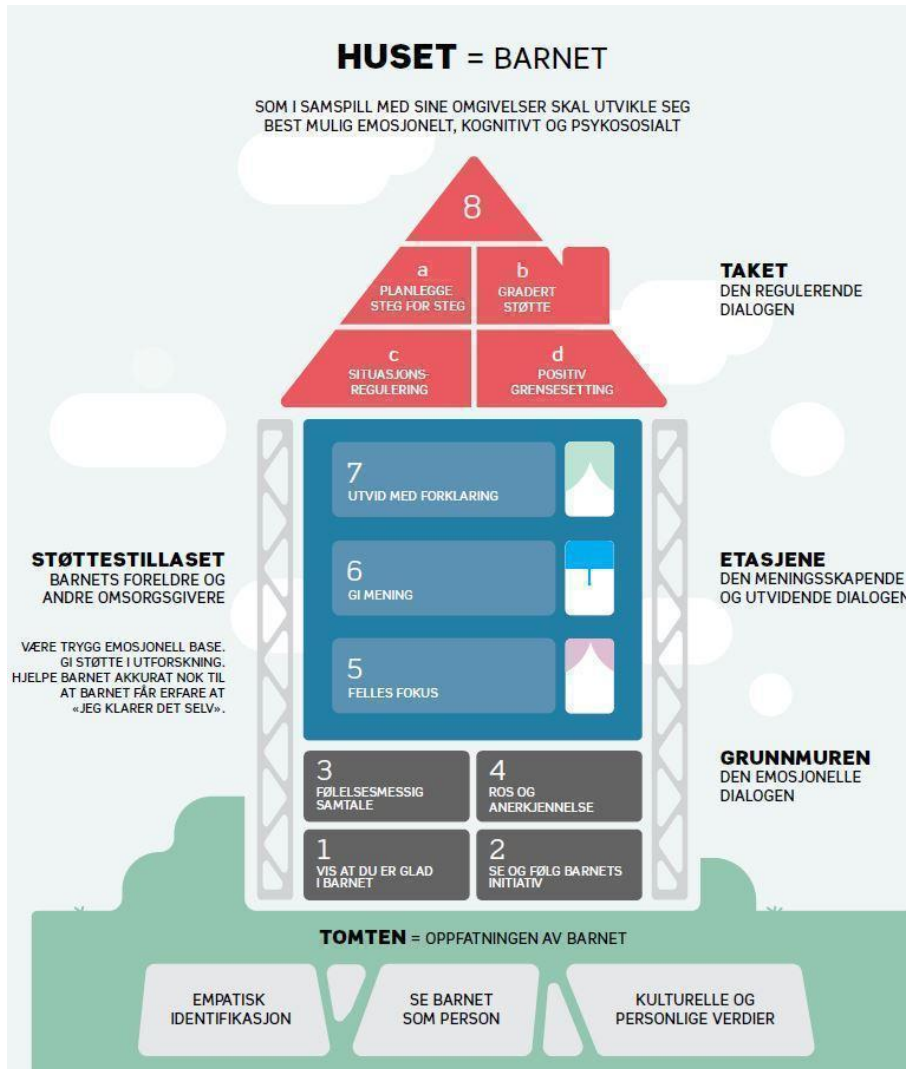 HUSET = BARNET
SOM I SAMSPILL MED SINE OMGIVELSER SKAL UTVIKLE SEG
BEST MULIG EMOSJONELT, KOGNITIVT OG PSYKOSOSIALT
8
a
PLANLEGGE
STEG FOR STEG
b
GRADERT
STØTTE
c
SITUASJONS-
REGULERING
d
POSITIV
GRENSESETTING
TAKET
DEN REGULERENDE
DIALOGEN
7
UTVID MED FORKLARING
6
GI MENING
5
FELLES FOKUS
STØTTESTILLASET
BARNETS FORELDRE OG
ANDRE OMSORGSGIVERE
VÆRE TRYGG EMOSJONELL BASE.
GI STØTTE I UTFORSKNING.
HJELPE BARNET AKKURAT NOK TIL
AT BARNET FÅR ERFARE AT
«JEG KLARER DET SELV».
ETASJENE
DEN MENINGSSKAPENDE
OG UTVIDENDE DIALOGEN
3
FØLELSESMESSIG
SAMTALE
4
ROS OG
ANERKJENNELSE
1
VIS AT DU ER GLAD
I BARNET
2
SE OG FØLG BARNETS
INITIATIV
GRUNNMUREN
DEN EMOSJONELLE
DIALOGEN
TOMTEN = OPPFATNINGEN AV BARNET
EMPATISK
IDENTIFIKASJON
SE BARNET
SOM PERSON
KULTURELLE OG
PERSONLIGE VERDIER